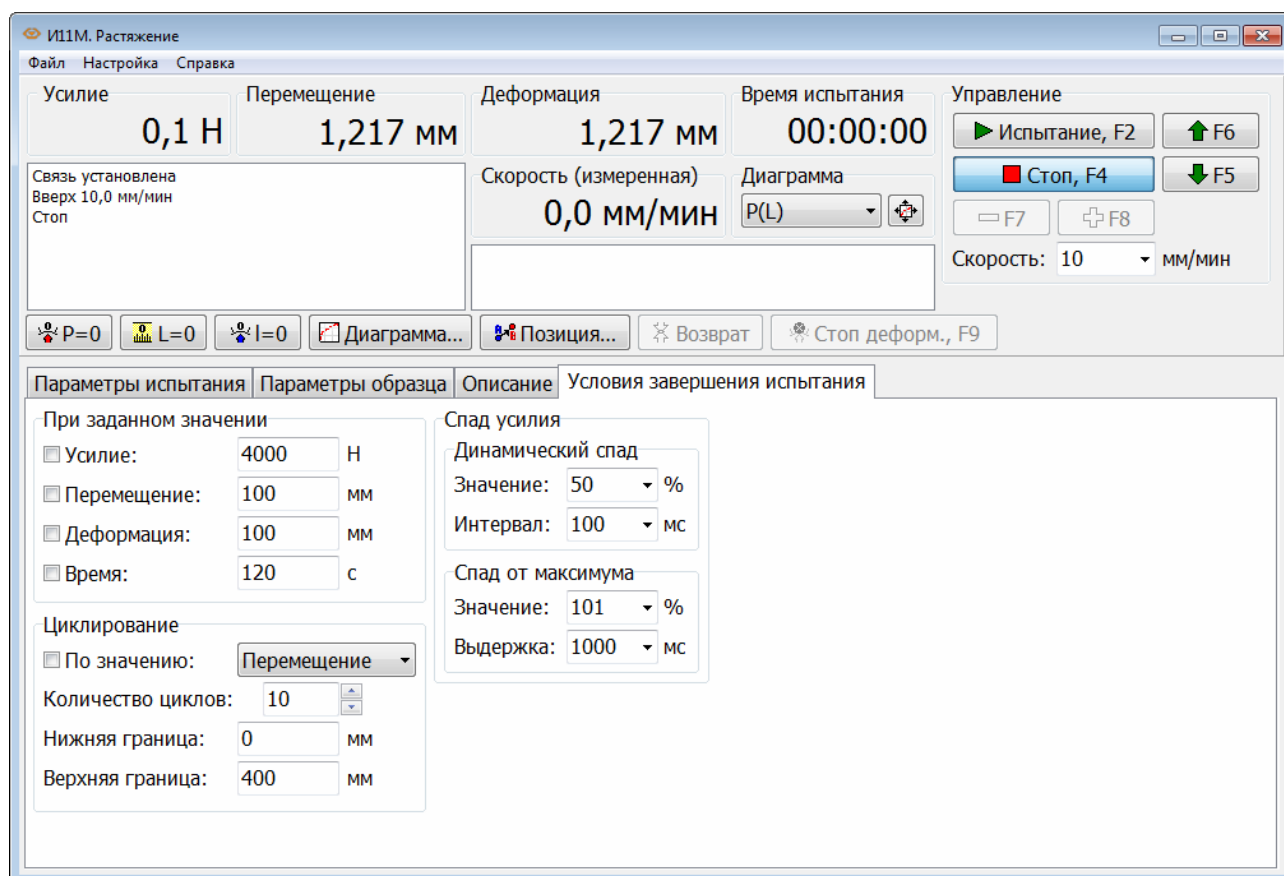 И11М. Растяжение
Файл Настройка Справка
Усилие Перемещение Деформация Время испытания Управление
0,1 Н 1,217 мм 1,217 мм 00:00:00
Испытание, F2 F6
Связь установлена
Вверх 10,0 мм/мин
Стоп
Скорость (измеренная) Диаграмма
0,0 мм/мин P(L)
Стоп, F4 F5
F7 F8
Скорость: 10 мм/мин
P=0 L=0 l=0 Диаграмма... Позиция... Возврат Стоп деформ., F9
Параметры испытания Параметры образца Описание Условия завершения испытания
При заданном значении
Усилие: 4000 Н
Перемещение: 100 мм
Деформация: 100 мм
Время: 120 с
Циклирование
По значению: Перемещение
Количество циклов: 10
Нижняя граница: 0 мм
Верхняя граница: 400 мм
Спад усилия
Динамический спад
Значение: 50 %
Интервал: 100 мс
Спад от максимума
Значение: 101 %
Выдержка: 1000 мс